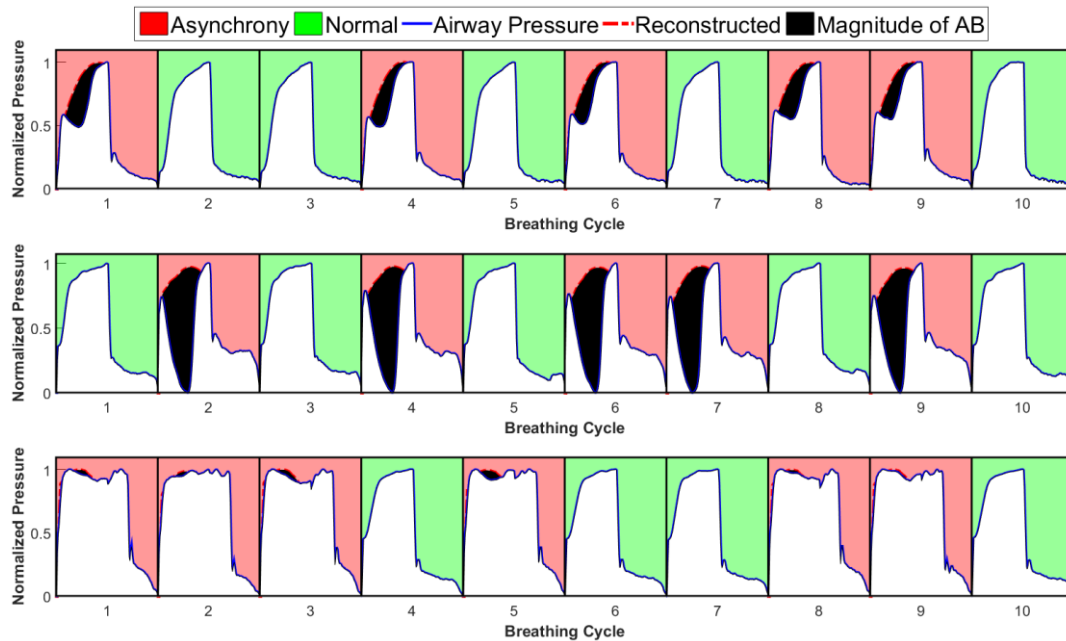 Asynchrony Normal Airway Pressure Reconstructed Magnitude of AB
Normalized Pressure
1
0.5
0
1 2 3 4 5 6 7 8 9 10
Breathing Cycle
Normalized Pressure
1
0.5
0
1 2 3 4 5 6 7 8 9 10
Breathing Cycle
Normalized Pressure
1
0.5
0
1 2 3 4 5 6 7 8 9 10
Breathing Cycle